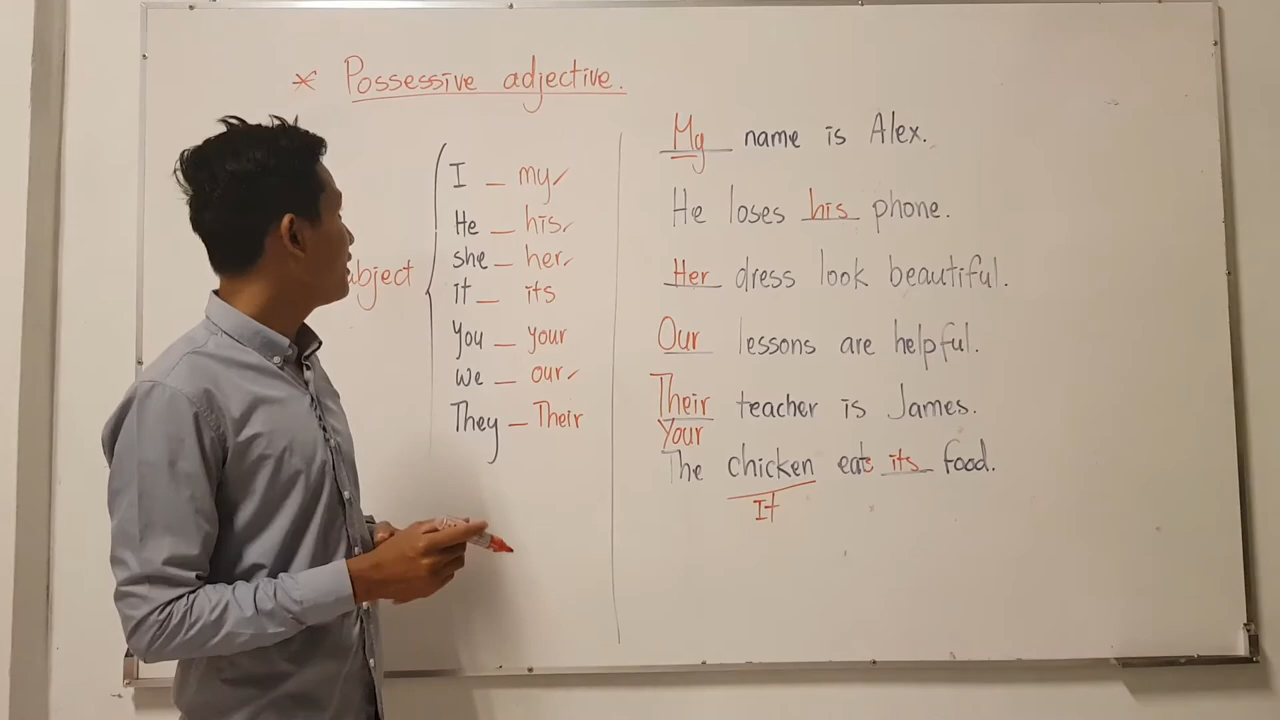 * Possessive adjective.
I _ my
He _ his
she _ her
it _ its
You _ your
we _ our
They _ Their
My name is Alex.
He loses his phone.
Her dress look beautiful.
Our lessons are helpful.
Their teacher is James.
Your
The chicken eats its food.
It